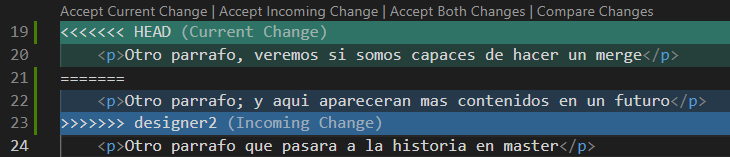 Accept Current Change | Accept Incoming Change | Accept Both Changes | Compare Changes
19 <<<<<<< HEAD (Current Change)
20 <p>Otro parrafo, veremos si somos capaces de hacer un merge</p>
21 =======
22 <p>Otro parrafo; y aqui apareceran mas contenidos en un futuro</p>
23 >>>>>>> designer2 (Incoming Change)
24 <p>Otro parrafo que pasara a la historia en master</p>